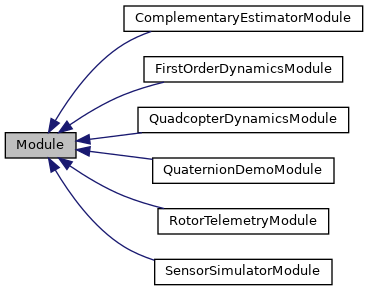 ComplementaryEstimatorModule
FirstOrderDynamicsModule
QuadcopterDynamicsModule
Module
QuaternionDemoModule
RotorTelemetryModule
SensorSimulatorModule